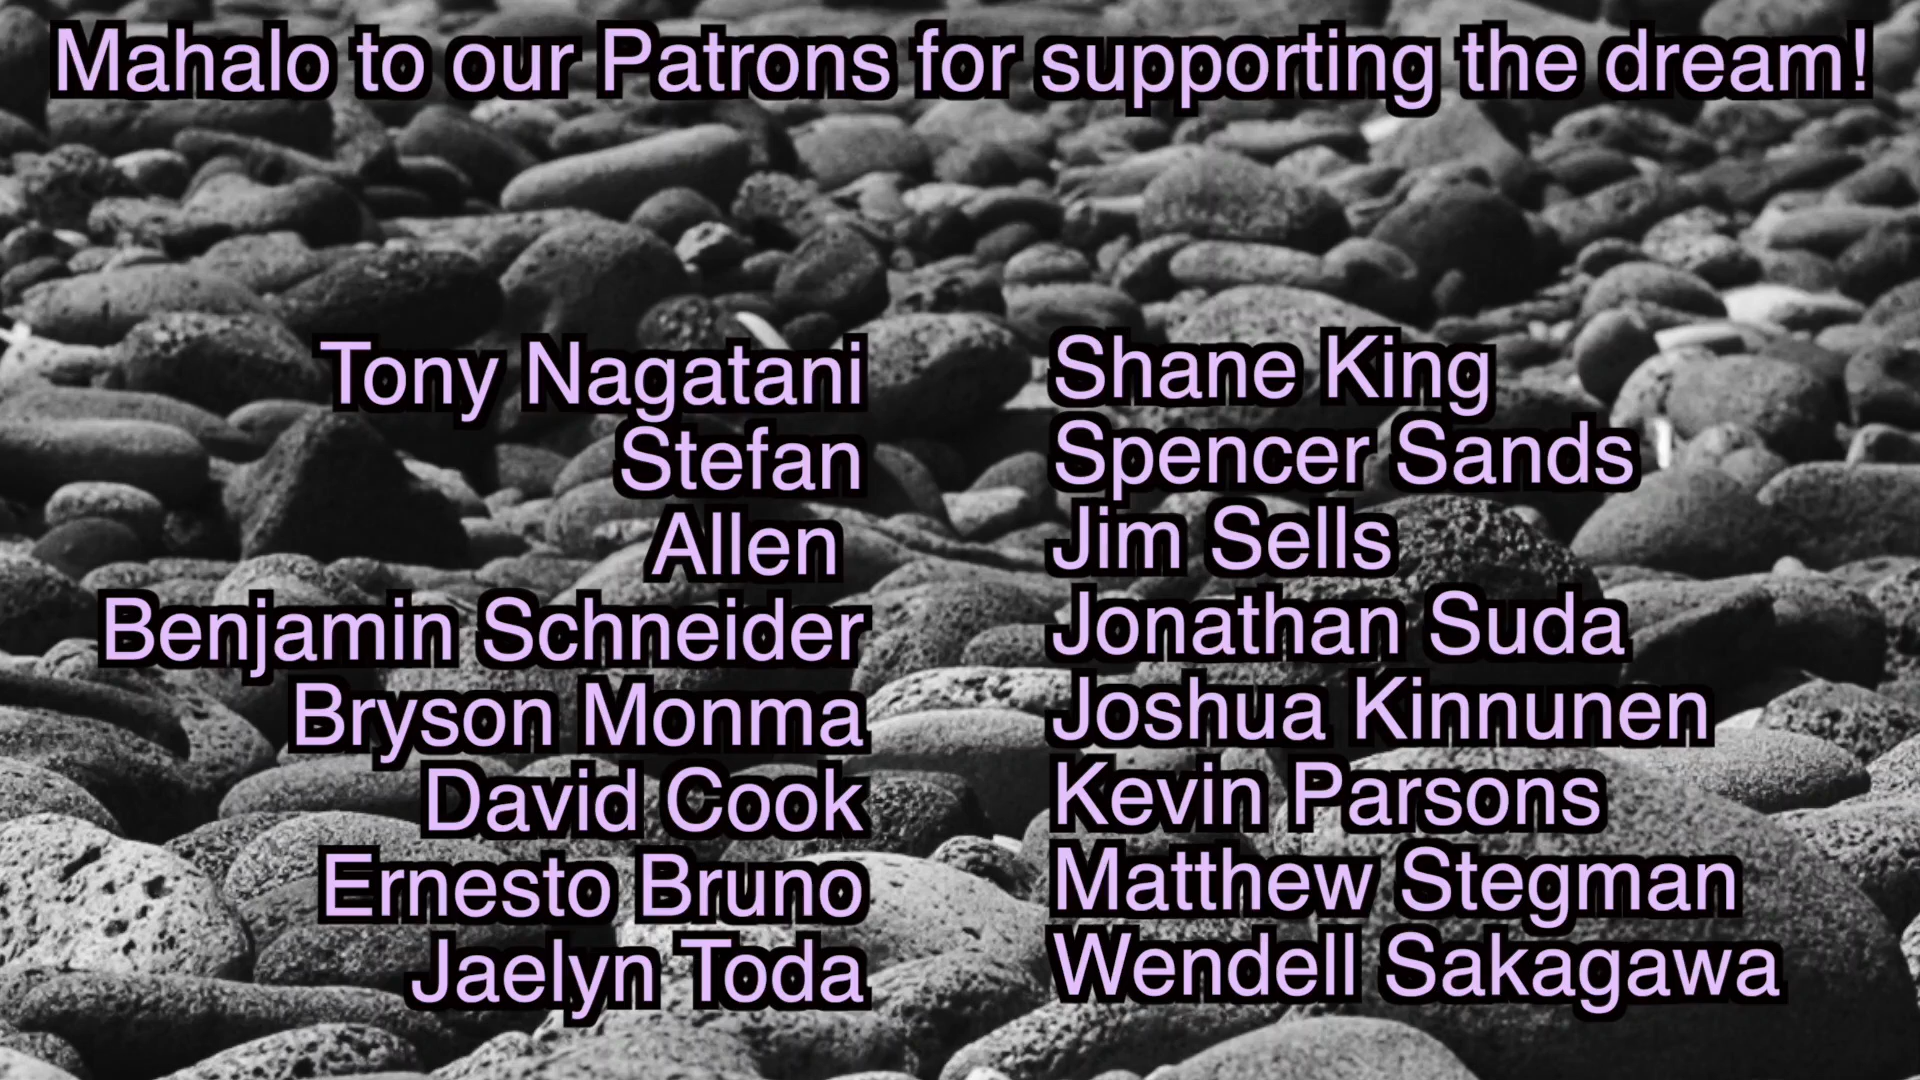 Mahalo to our Patrons for supporting the dream!
Tony Nagatani
Stefan
Allen
Benjamin Schneider
Bryson Monma
David Cook
Ernesto Bruno
Jaelyn Toda
Shane King
Spencer Sands
Jim Sells
Jonathan Suda
Joshua Kinnunen
Kevin Parsons
Matthew Stegman
Wendell Sakagawa